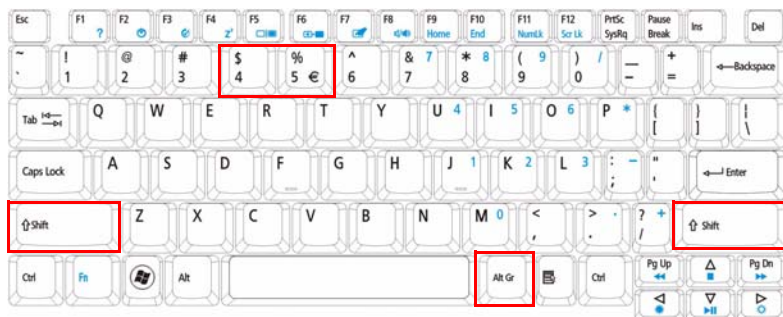 Esc F1 ? F2 F3 F4 zᶻ F5 F6 F7 F8 F9 Home F10 End F11 NumLk F12 Scr Lk PrtSc SysRq Pause Break Ins Del
~ ` ! 1 @ 2 # 3 $ 4 % 5 € ^ 6 & 7 7 * 8 8 ( 9 9 ) 0 / _ - + = Backspace
Tab Q W E R T Y U 4 I 5 O 6 P * { [ } ] | \
Caps Lock A S D F G H J 1 K 2 L 3 : ; - " ' Enter
Shift Z X C V B N M 0 < , > . . ? / + Shift
Ctrl Fn Alt Alt Gr Ctrl Pg Up Pg Dn